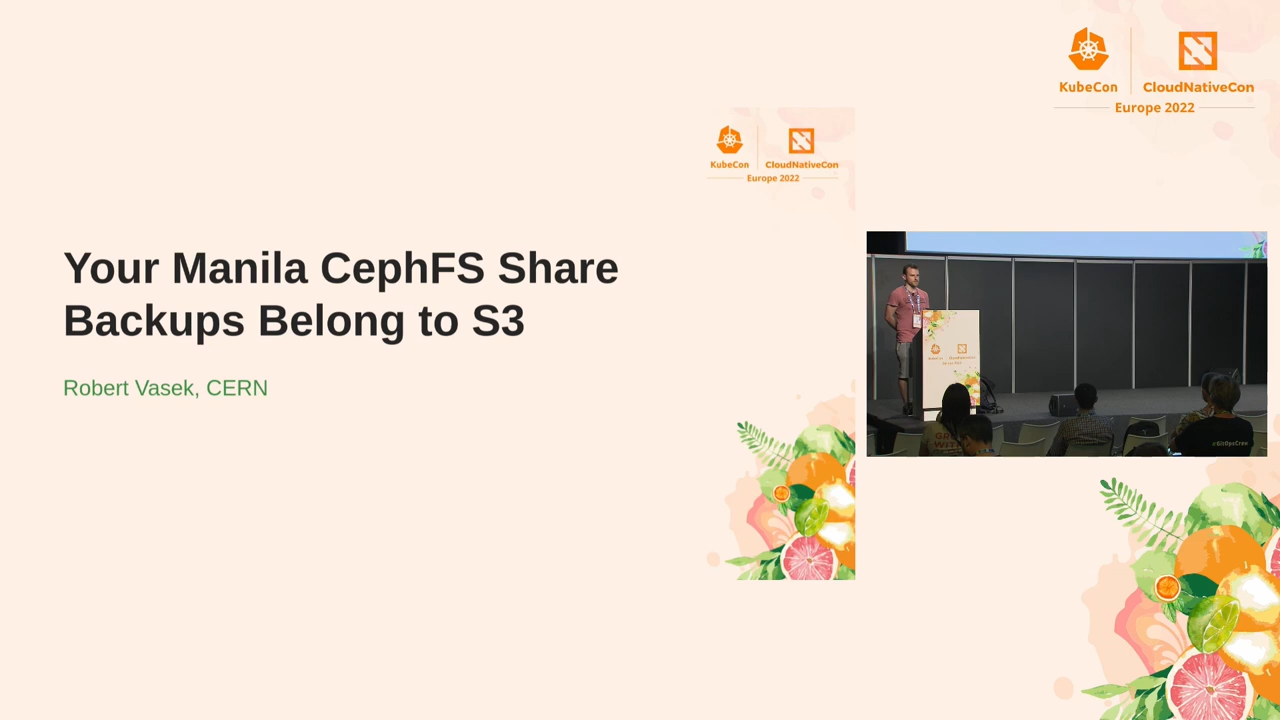 KubeCon
CloudNativeCon
Europe 2022
KubeCon
CloudNativeCon
Europe 2022
Your Manila CephFS Share
Backups Belong to S3
Robert Vasek, CERN
#GitOpsCrew